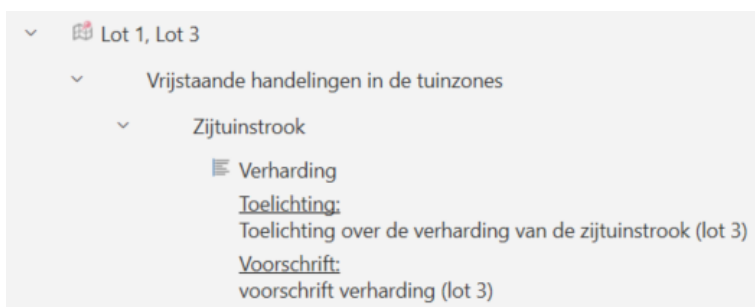 Lot 1, Lot 3
Vrijstaande handelingen in de tuinzones
Zijtuinstrook
Verharding
Toelichting:
Toelichting over de verharding van de zijtuinstrook (lot 3)
Voorschrift:
voorschrift verharding (lot 3)